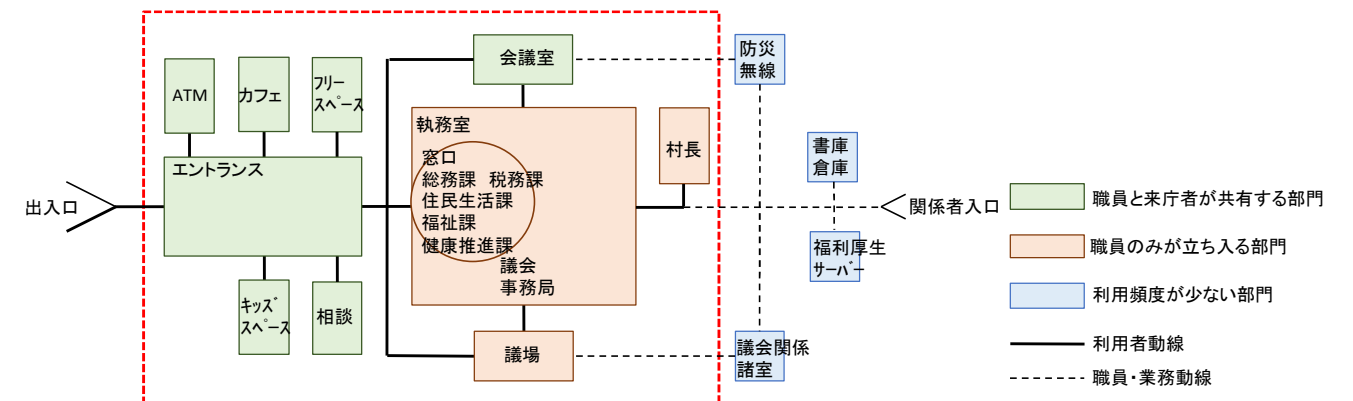 会議室
防災
無線
ATM
カフェ
フリー
スペース
執務室
村長
書庫
倉庫
エントランス
窓口
総務課 税務課
住民生活課
福祉課
健康推進課
議会
事務局
出入口
関係者入口
福利厚生
サーバー
キッズ
スペース
相談
議場
議会関係
諸室
職員と来庁者が共有する部門
職員のみが立ち入る部門
利用頻度が少ない部門
利用者動線
職員・業務動線